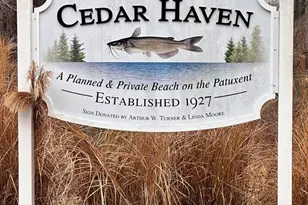 Cedar Haven
A Planned & Private Beach on the Patuxent
Established 1927
Sign Donated by Arthur W. Turner & Linda Moore